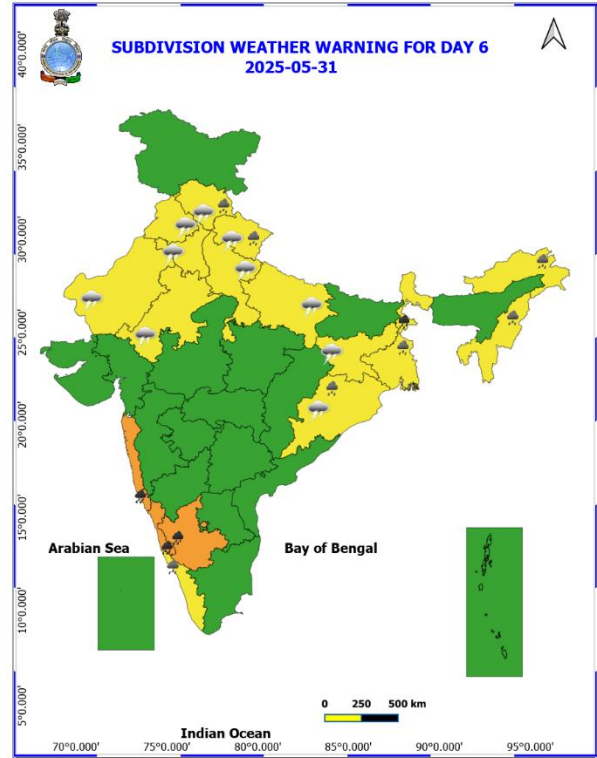 SUBDIVISION WEATHER WARNING FOR DAY 6
2025-05-31
40°0.000'
35°0.000'
30°0.000'
25°0.000'
20°0.000'
15°0.000'
10°0.000'
5°0.000'
Arabian Sea
Bay of Bengal
0 250 500 km
Indian Ocean
70°0.000' 75°0.000' 80°0.000' 85°0.000' 90°0.000' 95°0.000'